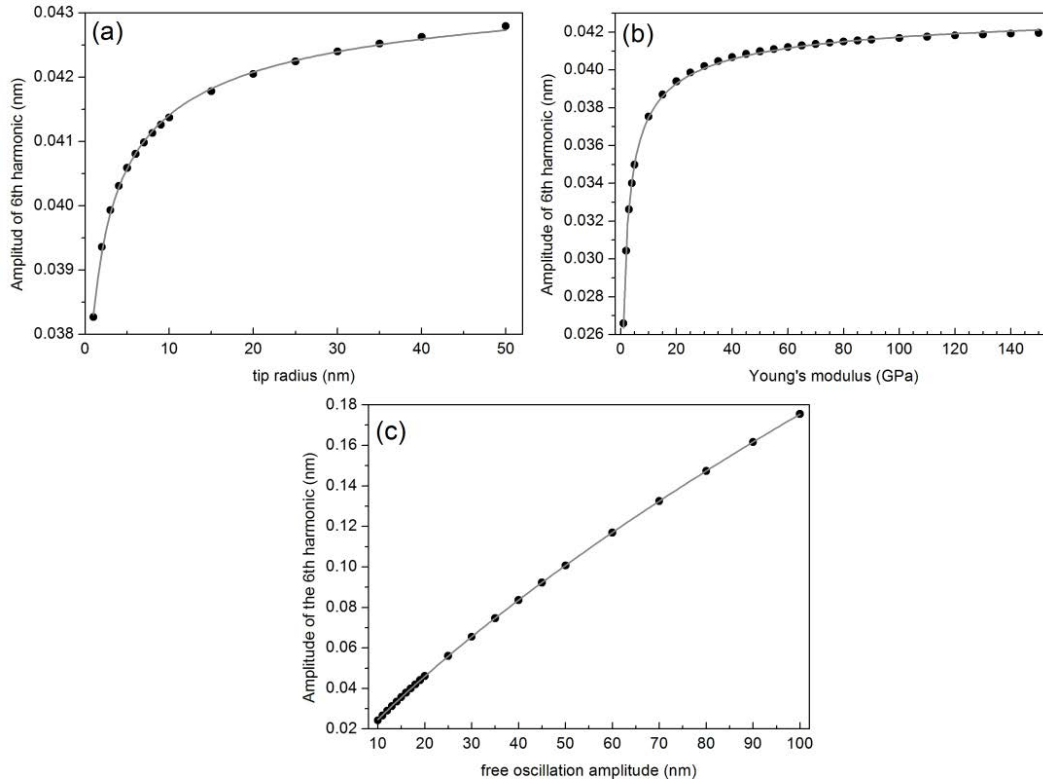 (a)
Amplitud of 6th harmonic (nm)
0.043
0.042
0.041
0.040
0.039
0.038
0 10 20 30 40 50
tip radius (nm)
(b)
Amplitude of 6th harmonic (nm)
0.042
0.040
0.038
0.036
0.034
0.032
0.030
0.028
0.026
0 20 40 60 80 100 120 140
Young's modulus (GPa)
(c)
Amplitude of the 6th harmonic (nm)
0.18
0.16
0.14
0.12
0.10
0.08
0.06
0.04
0.02
10 20 30 40 50 60 70 80 90 100
free oscillation amplitude (nm)